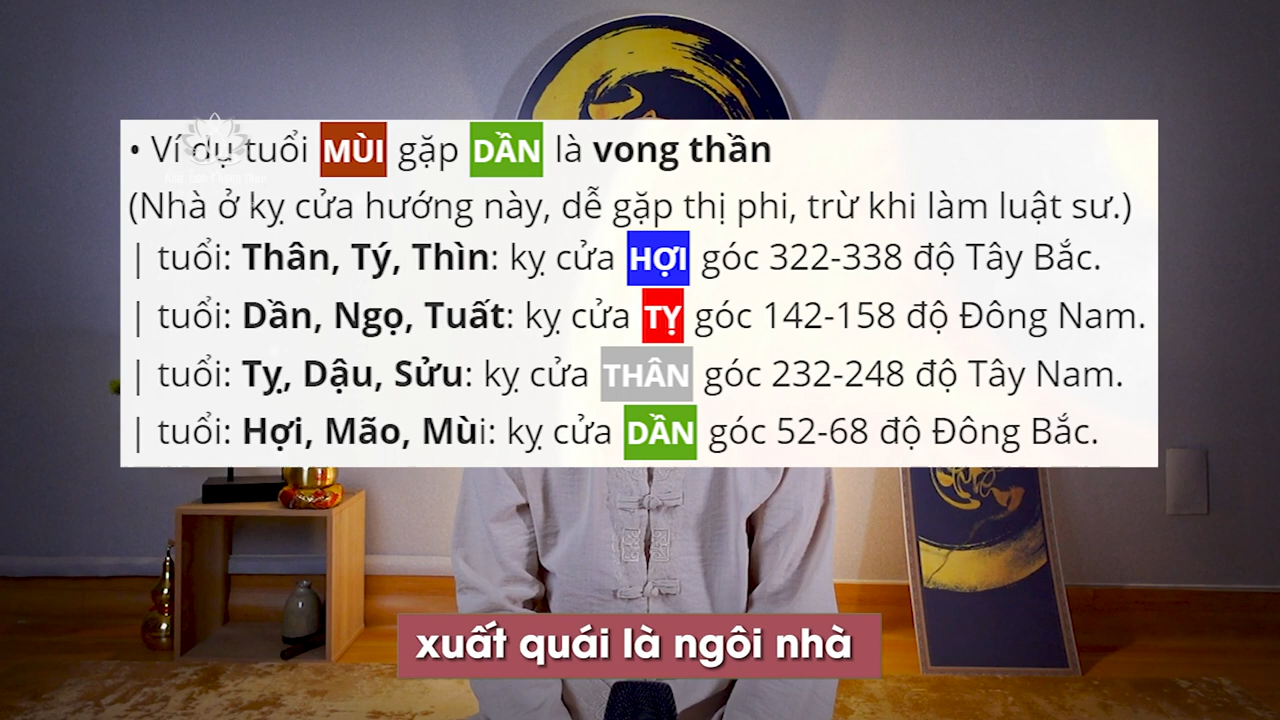 • Ví dụ tuổi MÙI gặp DẦN là vong thần
(Nhà ở kỵ cửa hướng này, dễ gặp thị phi, trừ khi làm luật sư.)
| tuổi: Thân, Tý, Thìn: kỵ cửa HỢI góc 322-338 độ Tây Bắc.
| tuổi: Dần, Ngọ, Tuất: kỵ cửa TỴ góc 142-158 độ Đông Nam.
| tuổi: Tỵ, Dậu, Sửu: kỵ cửa THÂN góc 232-248 độ Tây Nam.
| tuổi: Hợi, Mão, Mùi: kỵ cửa DẦN góc 52-68 độ Đông Bắc.
xuất quái là ngôi nhà